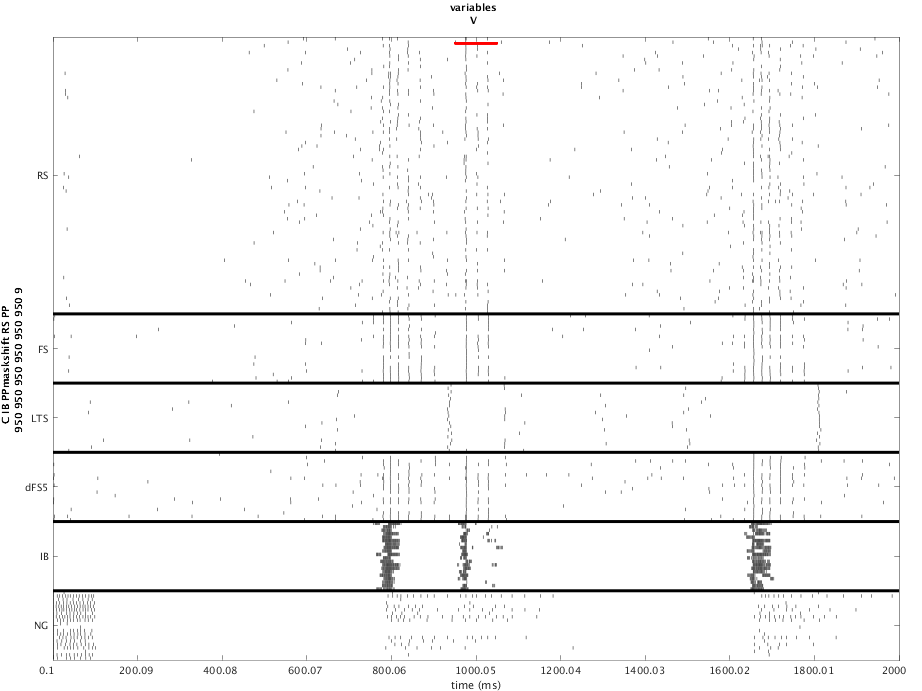 variables
V
C IB PPmaskshift RS PP
950 950 950 950 950 950 950 9
RS
FS
LTS
dFS5
IB
NG
0.1 200.09 400.08 600.07 800.06 1000.05 1200.04 1400.03 1600.02 1800.01 2000
time (ms)